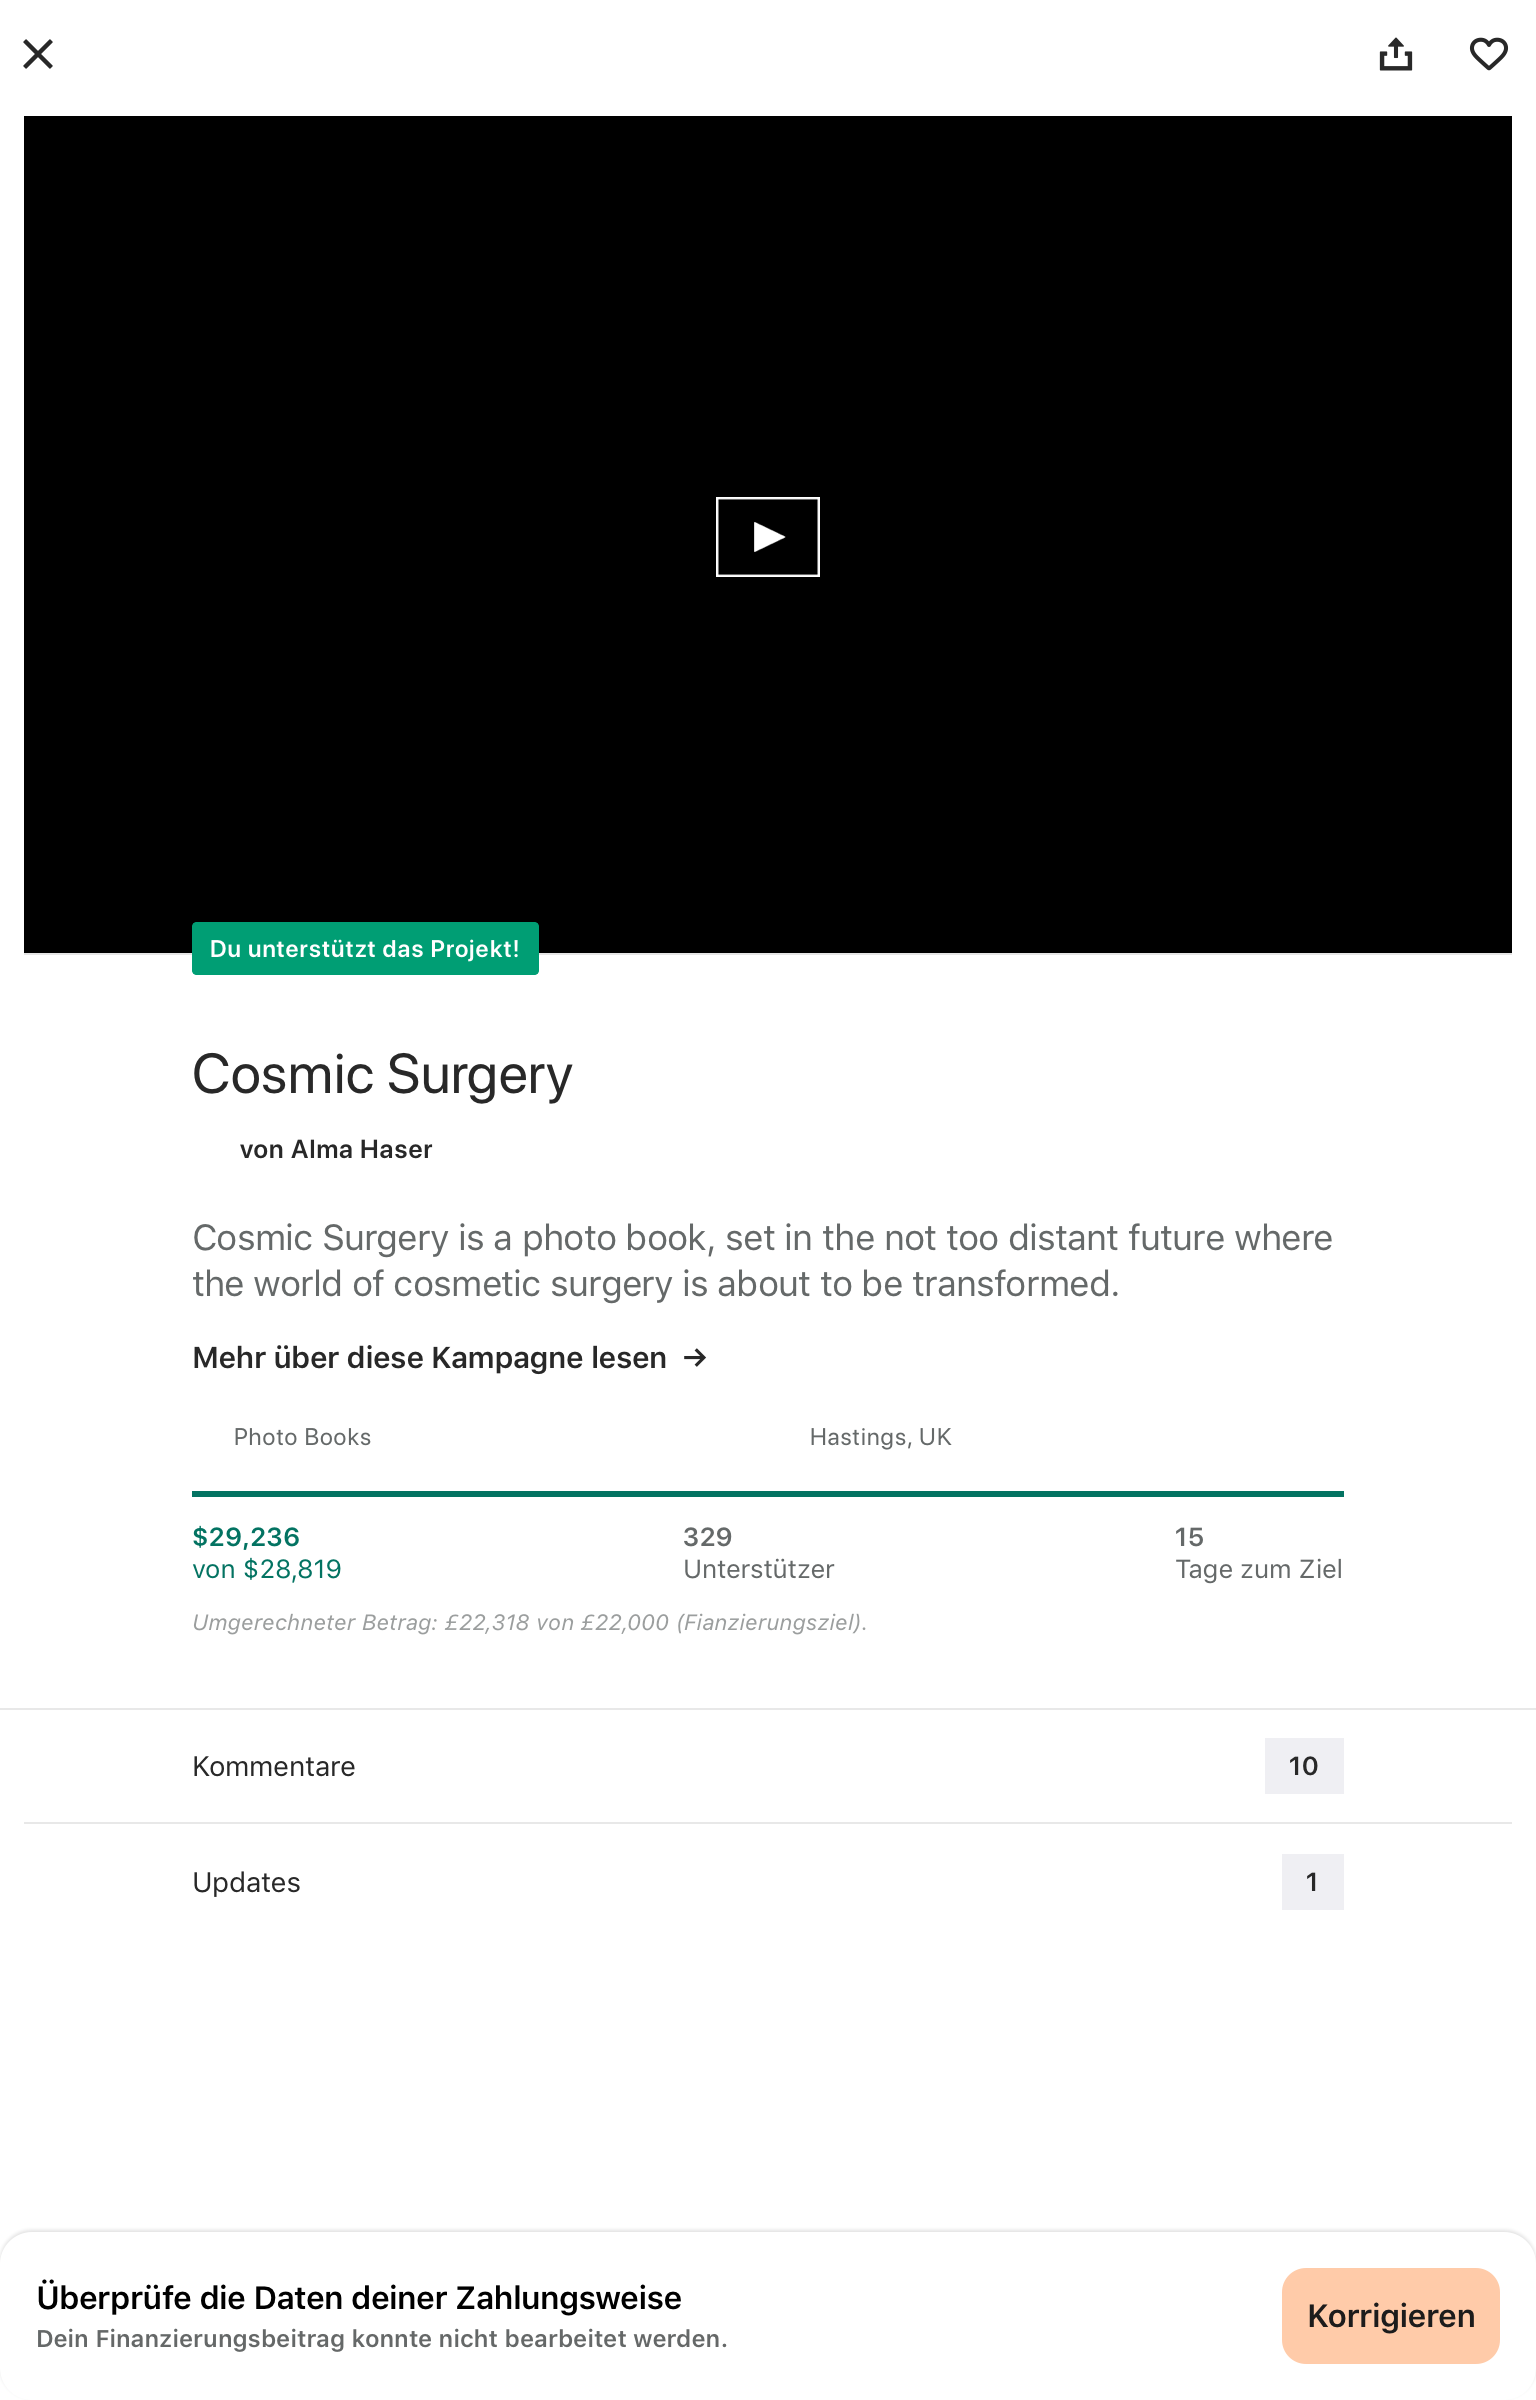 Du unterstützt das Projekt!
Cosmic Surgery
von Alma Haser
Cosmic Surgery is a photo book, set in the not too distant future where
the world of cosmetic surgery is about to be transformed.
Mehr über diese Kampagne lesen →
Photo Books
Hastings, UK
$29,236
von $28,819
329
Unterstützer
15
Tage zum Ziel
Umgerechneter Betrag: £22,318 von £22,000 (Fianzierungsziel).
Kommentare
10
Updates
1
Überprüfe die Daten deiner Zahlungsweise
Dein Finanzierungsbeitrag konnte nicht bearbeitet werden.
Korrigieren